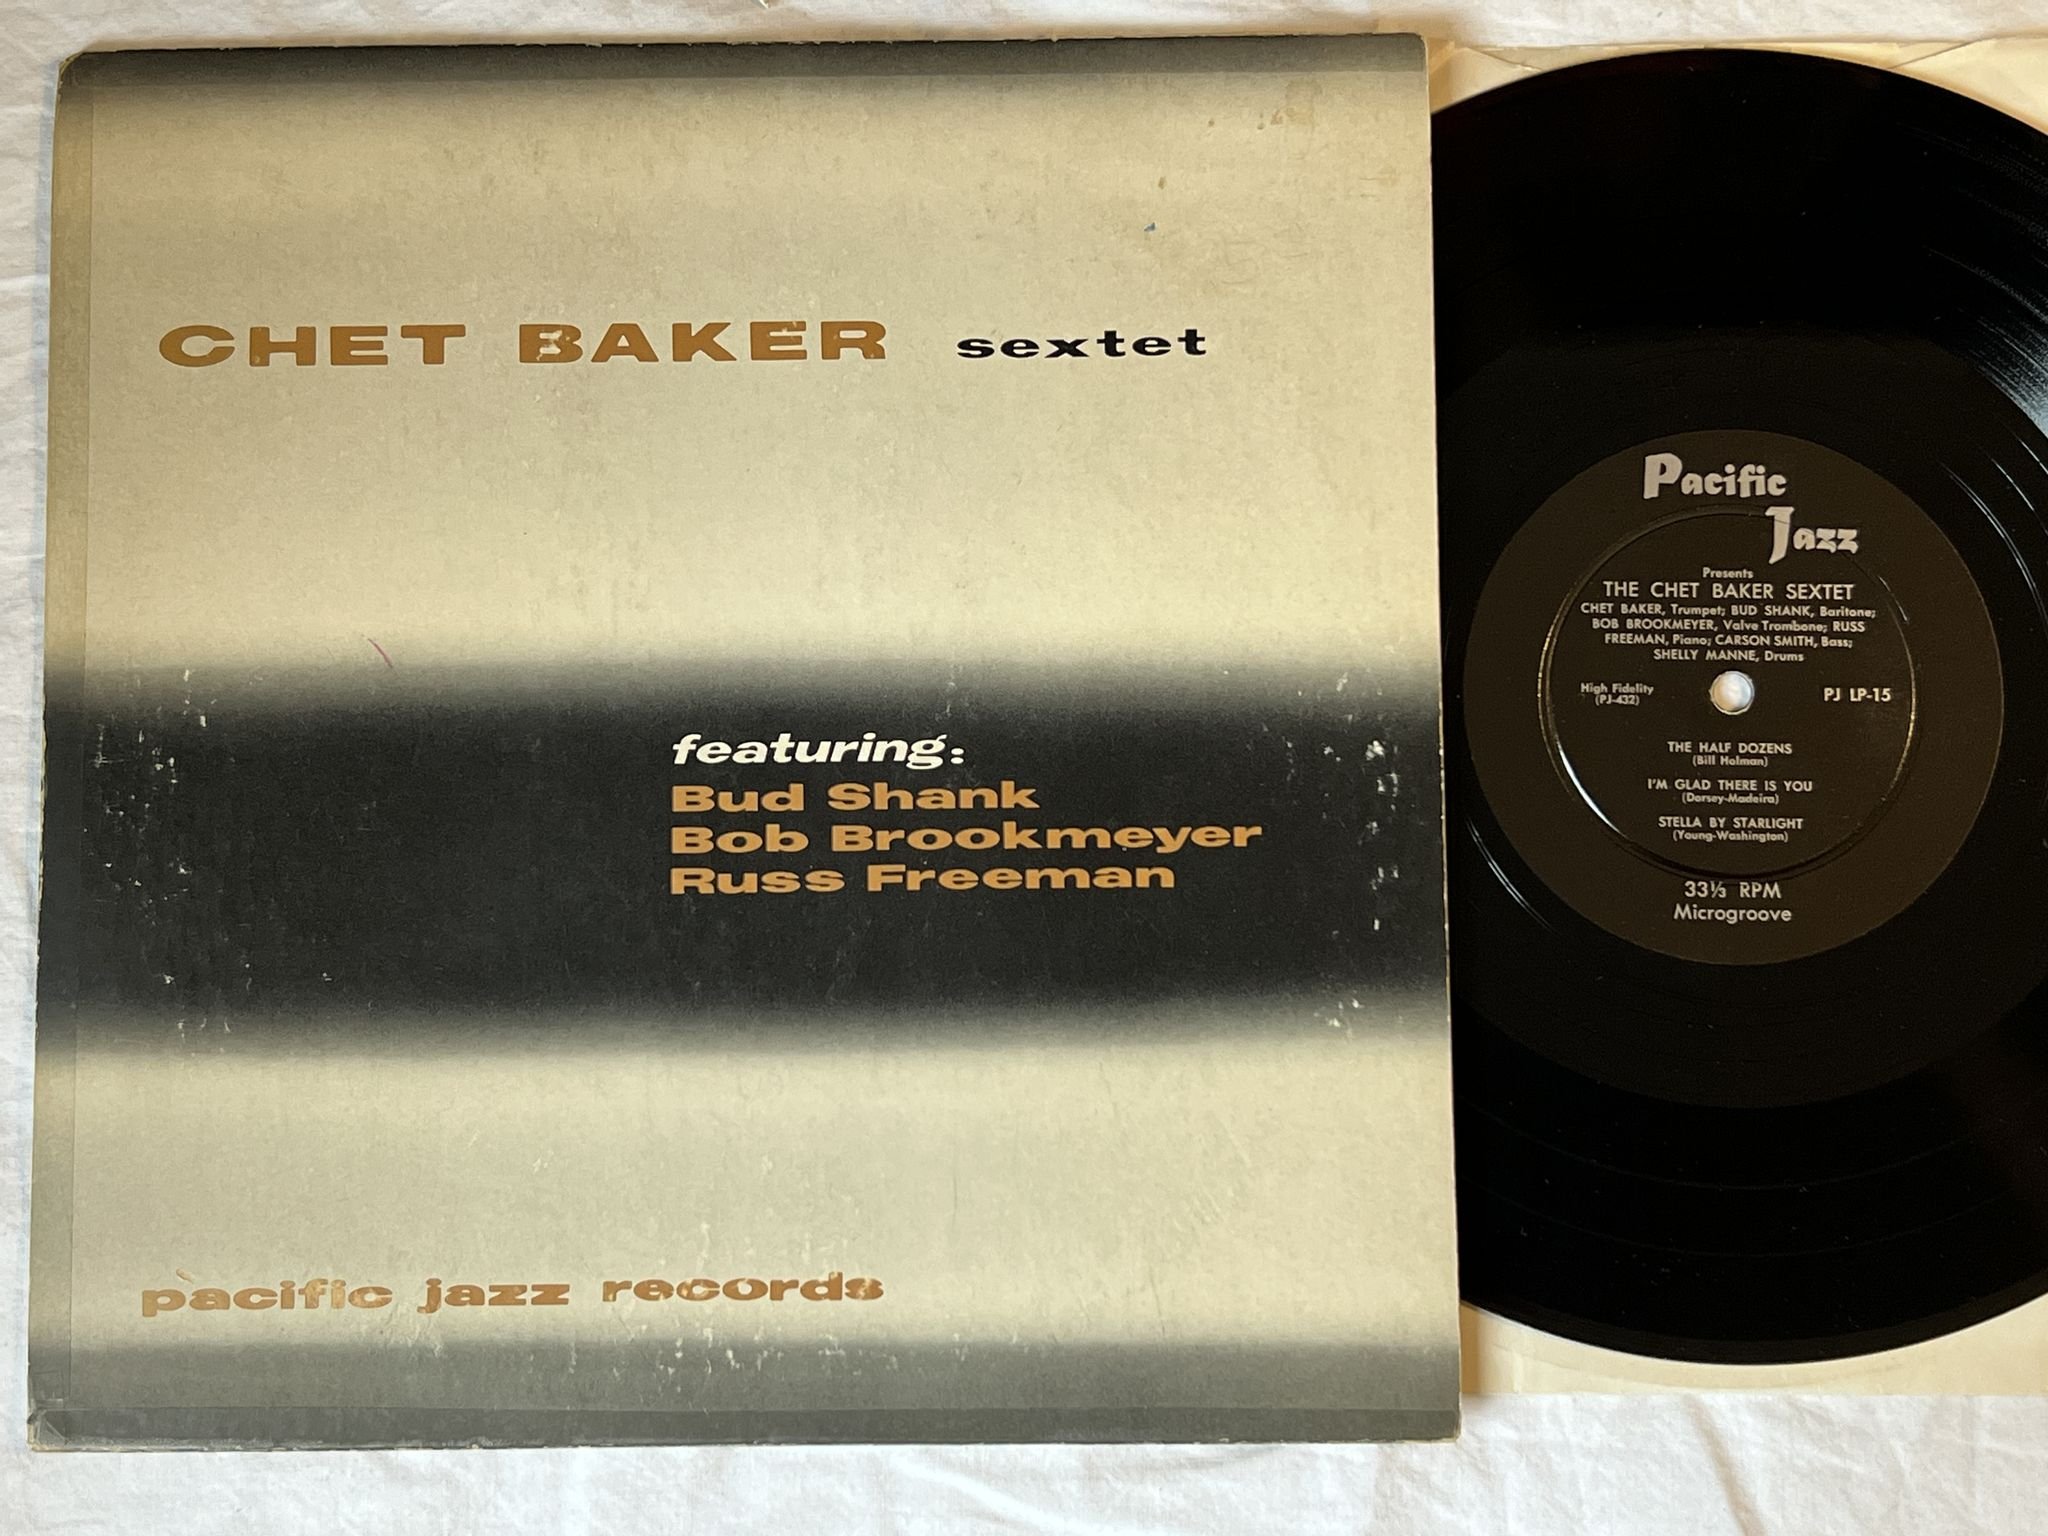 CHET BAKER sextet
featuring:
Bud Shank
Bob Brookmeyer
Russ Freeman
pacific jazz records
Pacific
Jazz
Presents
THE CHET BAKER SEXTET
CHET BAKER, Trumpet; BUD SHANK, Baritone;
BOB BROOKMEYER, Valve Trombone; RUSS
FREEMAN, Piano; CARSON SMITH, Bass;
SHELLY MANNE, Drums
High Fidelity
(PJ-432)
PJ LP-15
THE HALF DOZENS
(Bill Holman)
I'M GLAD THERE IS YOU
(Dorsey-Madeira)
STELLA BY STARLIGHT
(Young-Washington)
33⅓ RPM
Microgroove